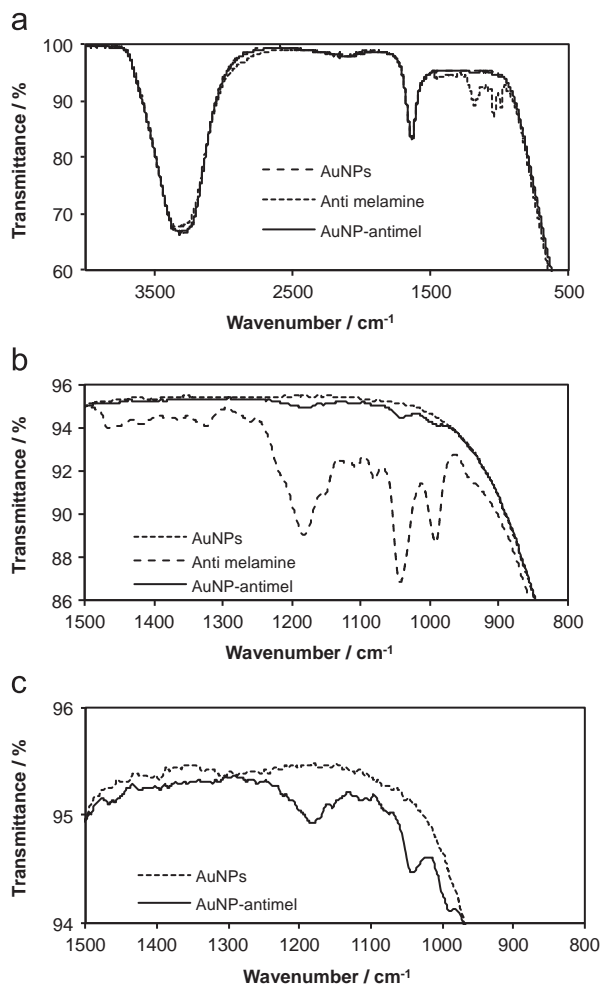 a
100
90
80
70
60
Transmittance / %
AuNPs
Anti melamine
AuNP-antimel
3500 2500 1500 500
Wavenumber / cm-1
b
96
94
92
90
88
86
Transmittance / %
AuNPs
Anti melamine
AuNP-antimel
1500 1400 1300 1200 1100 1000 900 800
Wavenumber / cm-1
c
96
95
94
Transmittance / %
AuNPs
AuNP-antimel
1500 1400 1300 1200 1100 1000 900 800
Wavenumber / cm-1